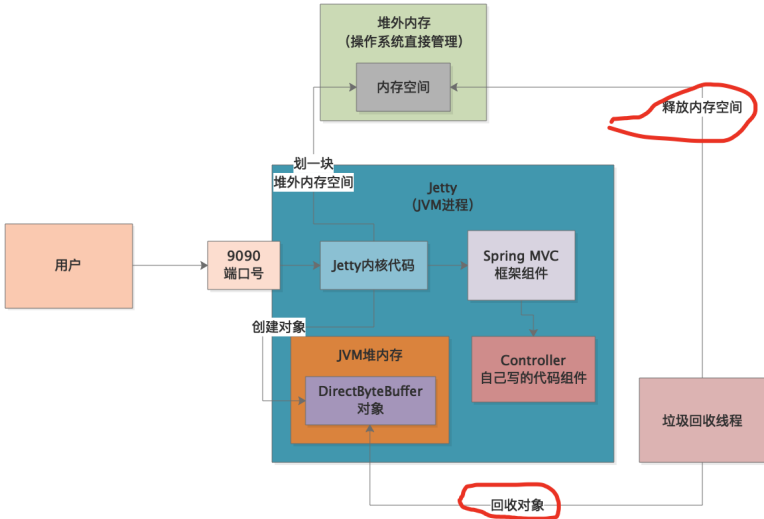 堆外内存
（操作系统直接管理）
内存空间
释放内存空间
划一块
堆外内存空间
Jetty
（JVM进程）
用户
9090
端口号
Jetty内核代码
Spring MVC
框架组件
创建对象
JVM堆内存
DirectByteBuffer
对象
Controller
自己写的代码组件
垃圾回收线程
回收对象